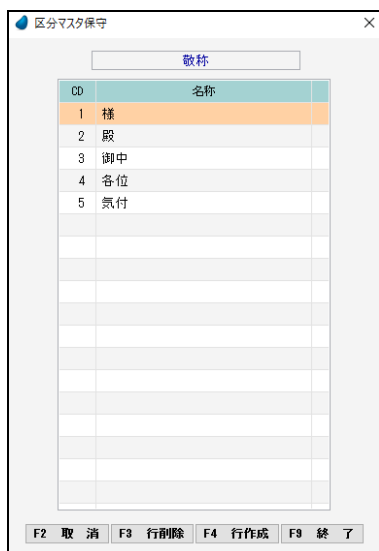 区分マスタ保守
敬称
CD 名称
1 様
2 殿
3 御中
4 各位
5 気付
F2 取 消 F3 行削除 F4 行作成 F9 終 了